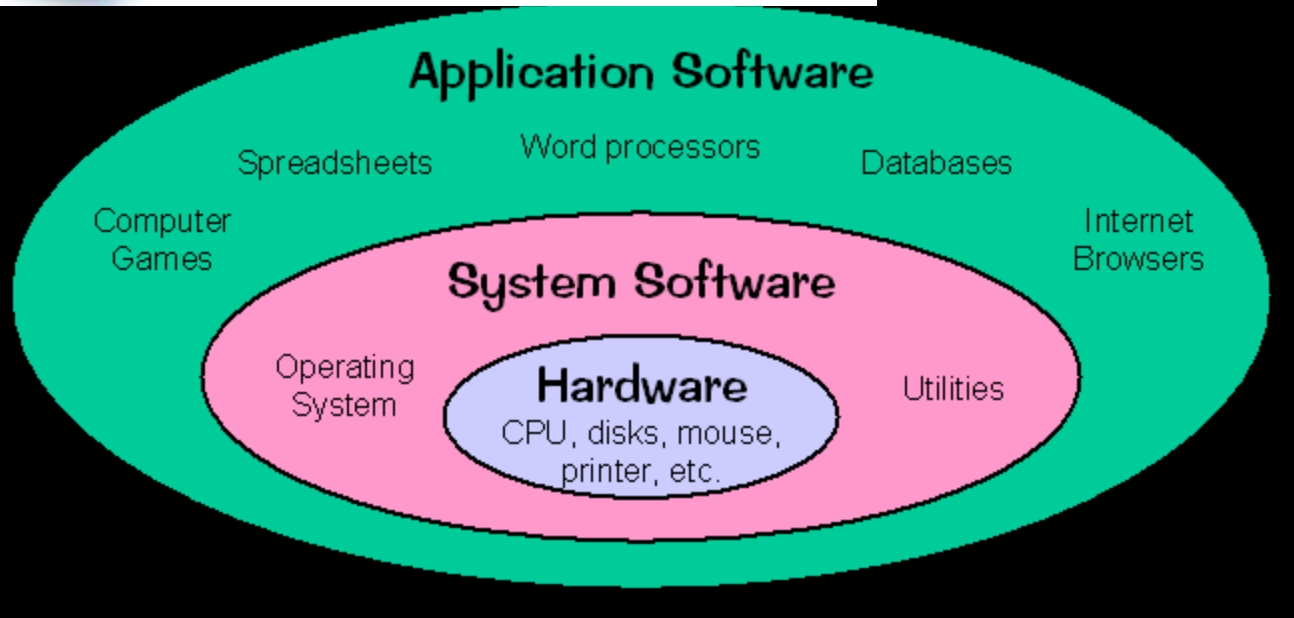 Application Software
Word processors
Spreadsheets
Databases
Computer
Games
Internet
Browsers
System Software
Operating
System
Utilities
Hardware
CPU, disks, mouse,
printer, etc.